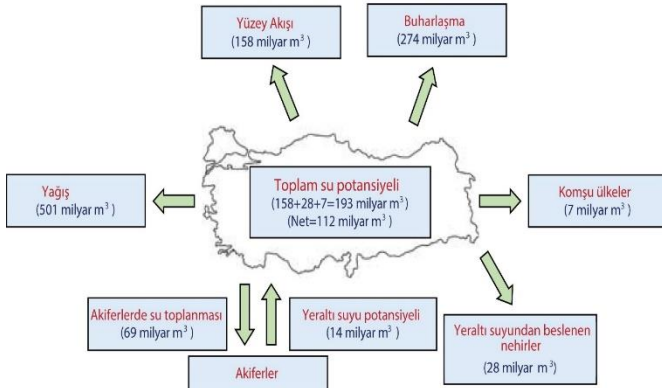 Yüzey Akışı
(158 milyar m³)
Buharlaşma
(274 milyar m³)
Yağış
(501 milyar m³ )
Toplam su potansiyeli
(158+28+7=193 milyar m³)
(Net=112 milyar m³)
Komşu ülkeler
(7 milyar m³ )
Akiferlerde su toplanması
(69 milyar m³ )
Yeraltı suyu potansiyeli
(14 milyar m³ )
Yeraltı suyundan beslenen
nehirler
(28 milyar m³)
Akiferler